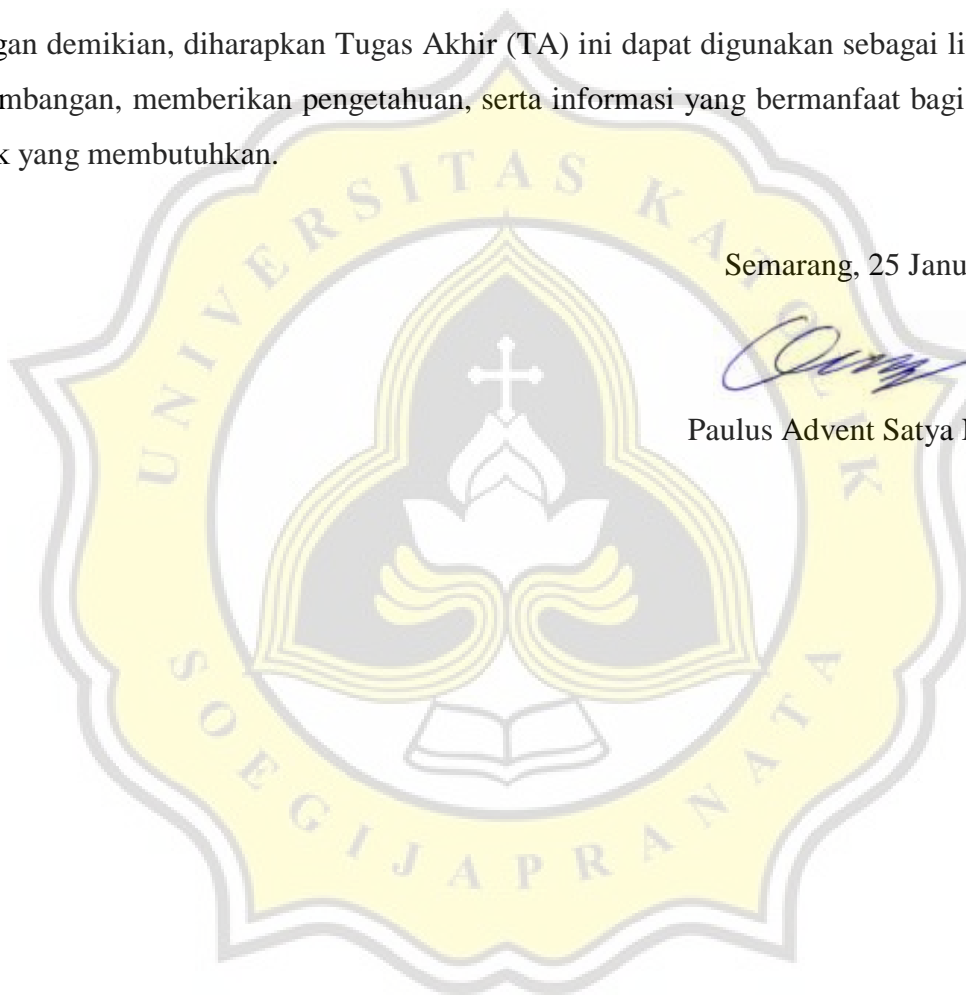 gan demikian, diharapkan Tugas Akhir (TA) ini dapat digunakan sebagai li
mbangan, memberikan pengetahuan, serta informasi yang bermanfaat bagi
k yang membutuhkan.
Semarang, 25 Janu
Paulus Advent Satya
UNIVERSITAS KATOLIK
SOEGIJAPRANATA